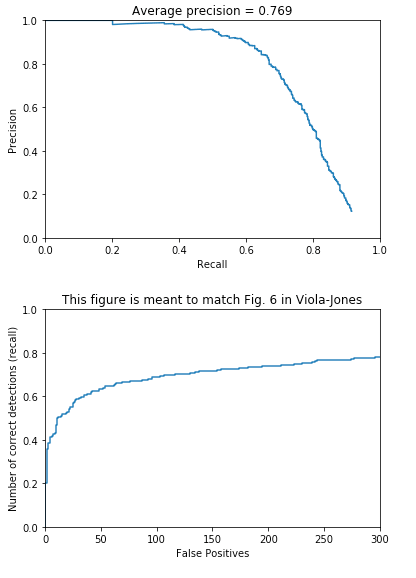 Average precision = 0.769
1.0
0.8
0.6
0.4
0.2
0.0
Precision
0.0 0.2 0.4 0.6 0.8 1.0
Recall
This figure is meant to match Fig. 6 in Viola-Jones
1.0
0.8
0.6
0.4
0.2
0.0
Number of correct detections (recall)
0 50 100 150 200 250 300
False Positives